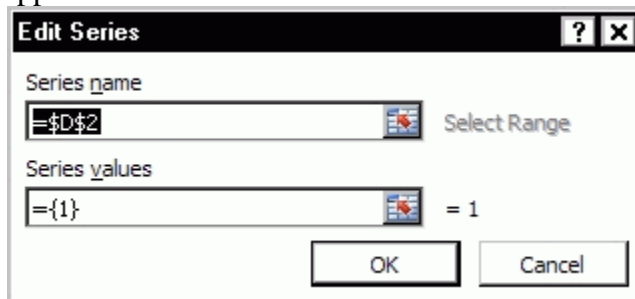 Edit Series ? X
Series name
=$D$2 Select Range
Series values
={1} = 1
OK Cancel